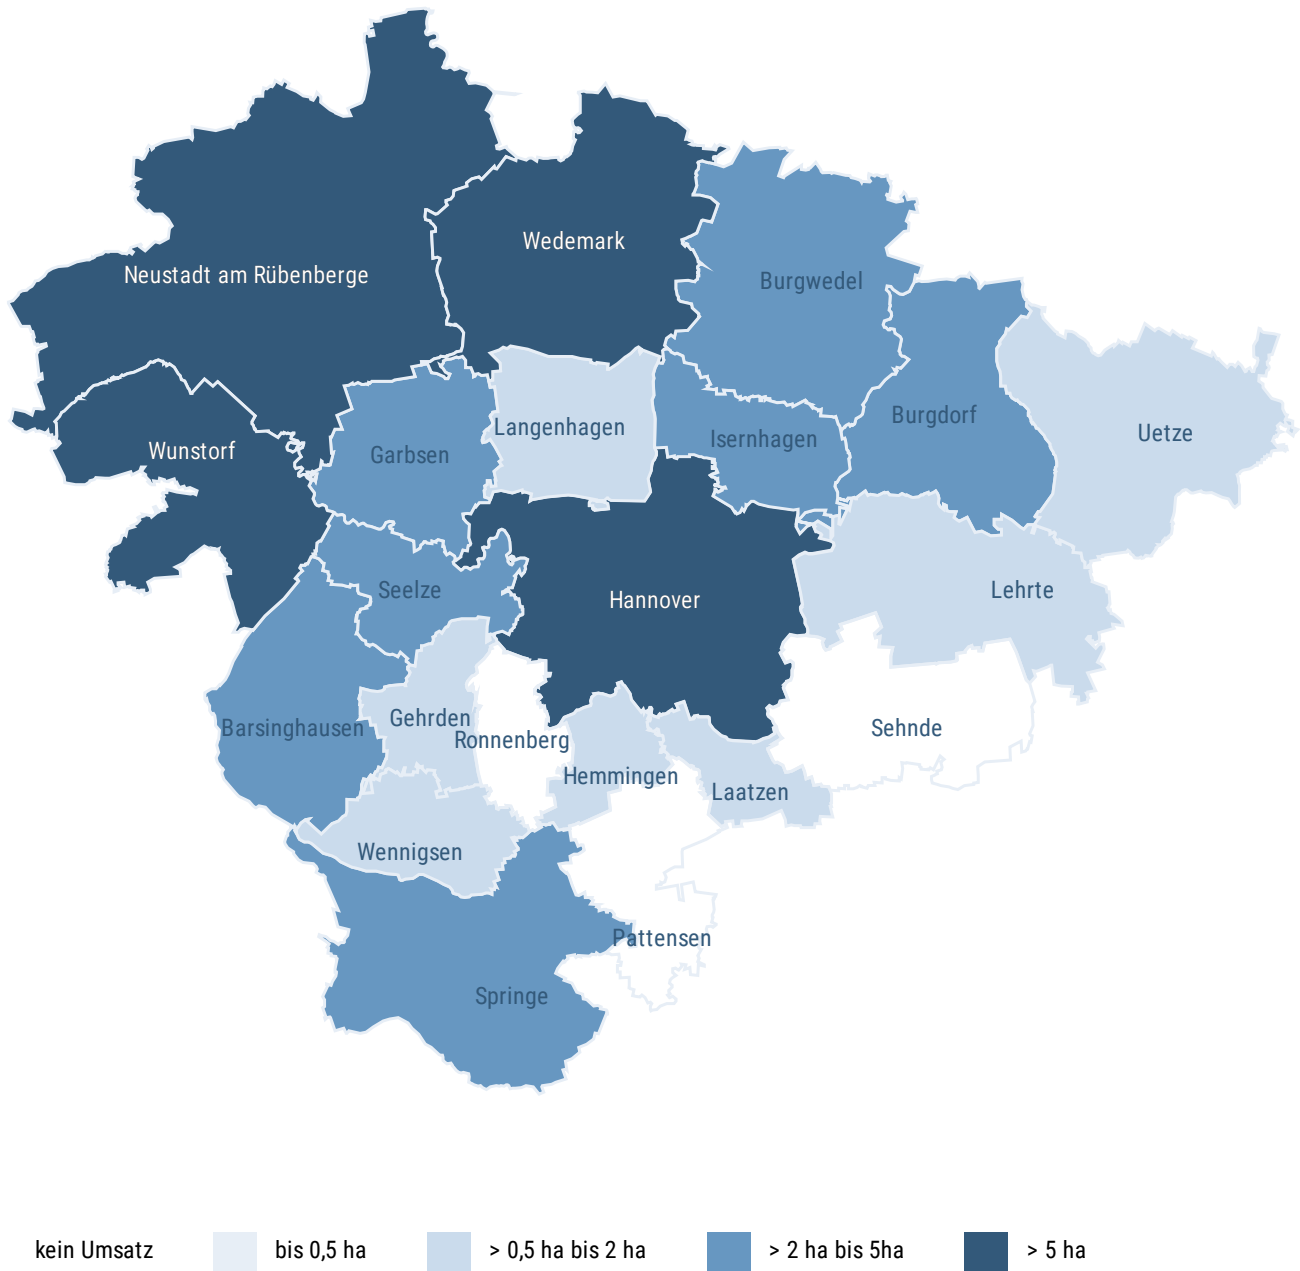 Wedemark
Neustadt am Rübenberge
Burgwedel
Burgdorf
Langenhagen
Uetze
Isernhagen
Wunstorf
Garbsen
Seelze
Lehrte
Hannover
Gehrden
Barsinghausen
Sehnde
Ronnenberg
Hemmingen
Laatzen
Wennigsen
Pattensen
Springe
kein Umsatz
bis 0,5 ha
> 0,5 ha bis 2 ha
> 2 ha bis 5ha
> 5 ha